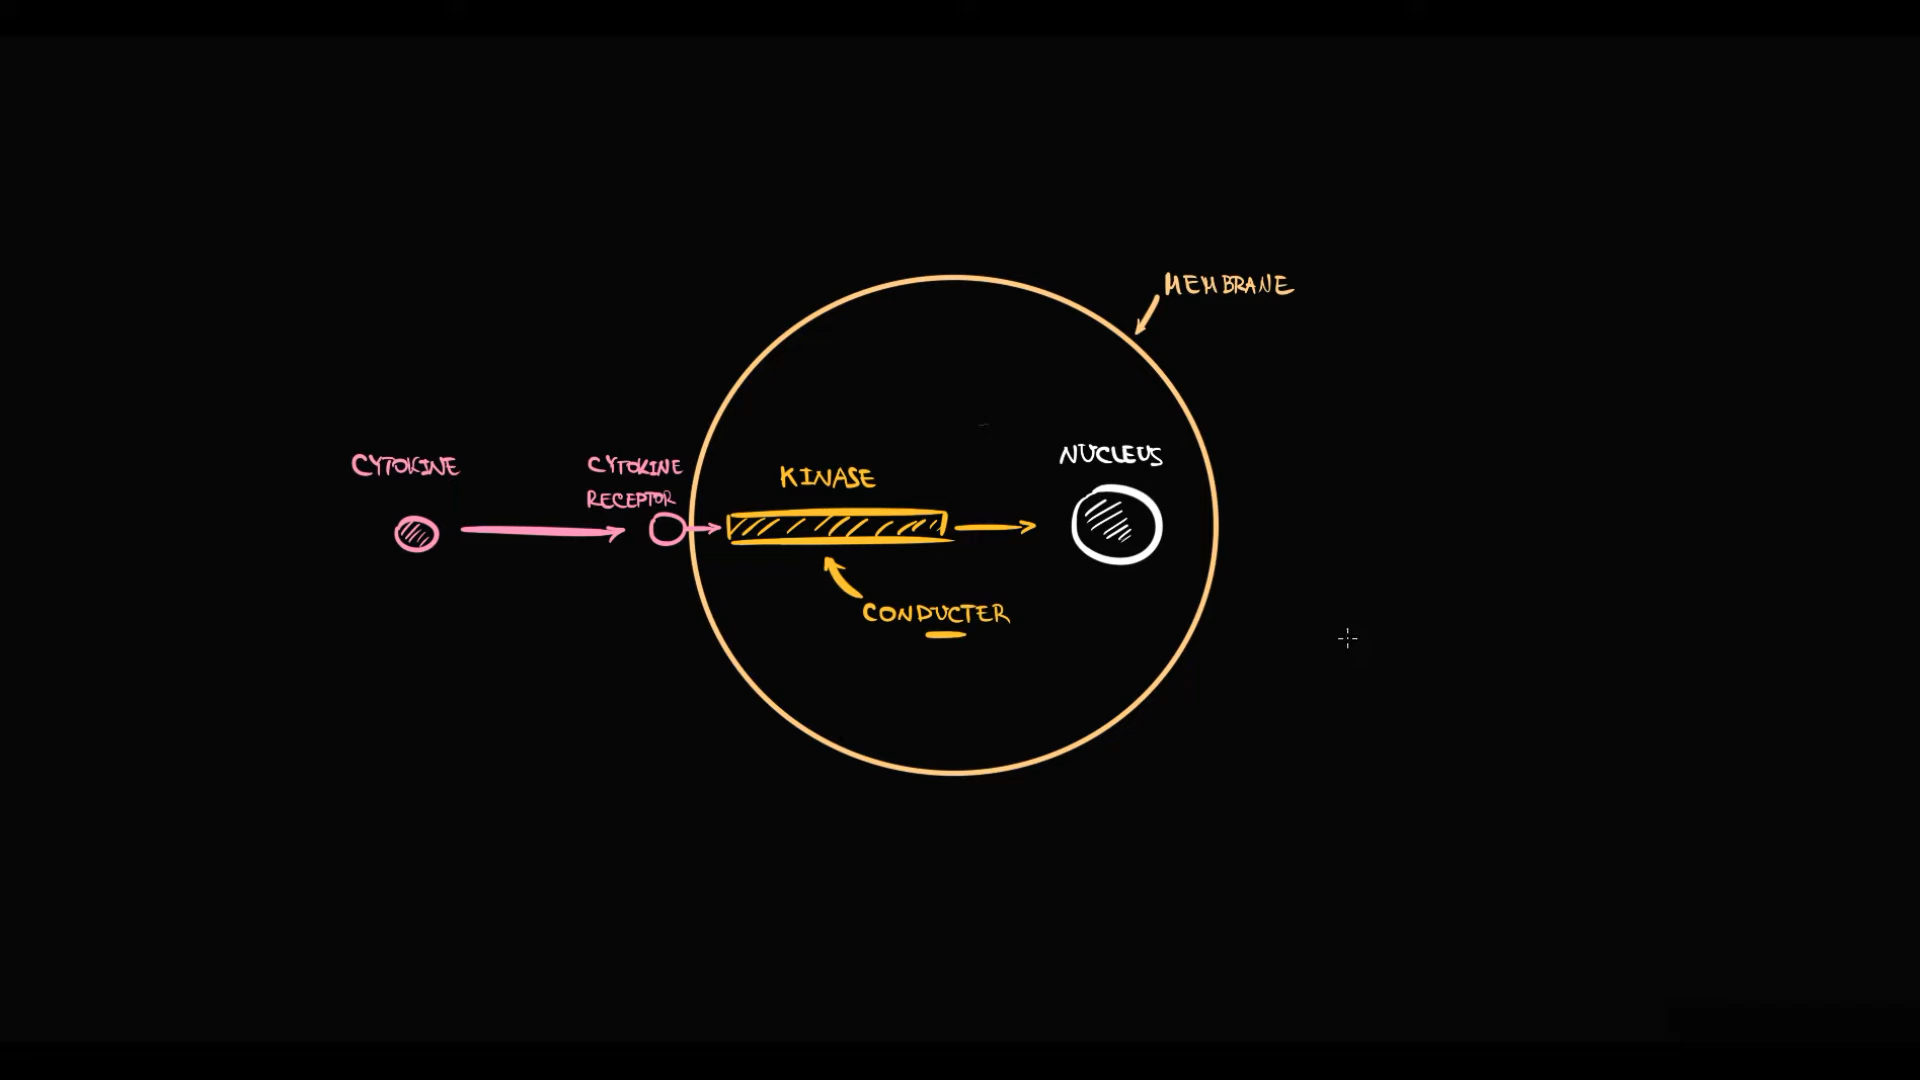 MEMBRANE
CYTOKINE
CYTOKINE
RECEPTOR
KINASE
NUCLEUS
CONDUCTER